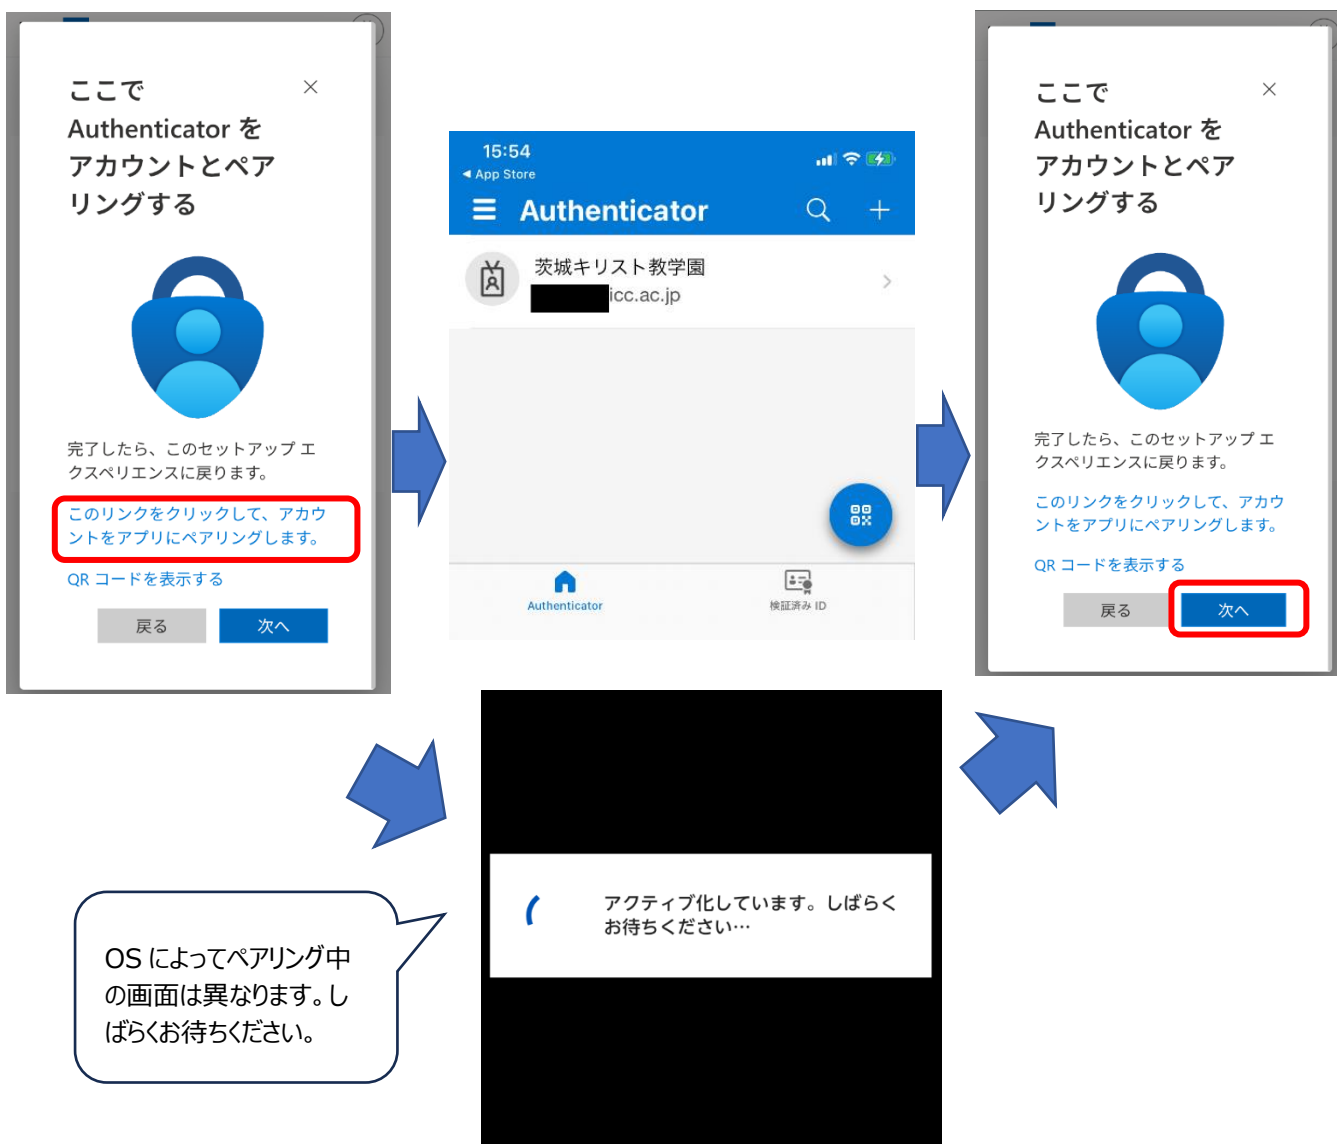 ここで
Authenticator を
アカウントとペア
リングする
完了したら、このセットアップ エ
クスペリエンスに戻ります。
このリンクをクリックして、アカウ
ントをアプリにペアリングします。
QR コードを表示する
戻る
次へ
15:54
◀ App Store
Authenticator
茨城キリスト教学園
icc.ac.jp
Authenticator
検証済み ID
ここで
Authenticator を
アカウントとペア
リングする
完了したら、このセットアップ エ
クスペリエンスに戻ります。
このリンクをクリックして、アカウ
ントをアプリにペアリングします。
QR コードを表示する
戻る
次へ
アクティブ化しています。しばらく
お待ちください…
OS によってペアリング中
の画面は異なります。し
ばらくお待ちください。